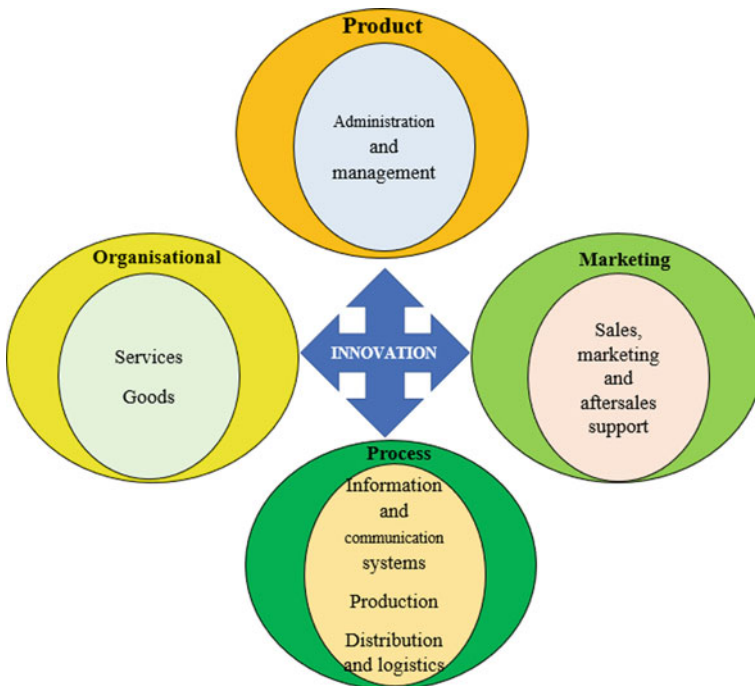 Product
Administration
and
management
Organisational
Services
Goods
INNOVATION
Marketing
Sales,
marketing
and
aftersales
support
Process
Information
and
communication
systems
Production
Distribution
and logistics